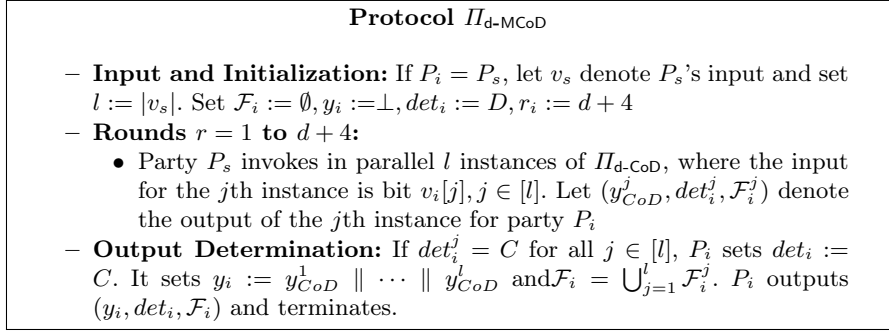 Protocol Π_{d-MCoD}
– Input and Initialization: If P_i = P_s, let v_s denote P_s's input and set
l := |v_s|. Set F_i := ∅, y_i :=⊥, det_i := D, r_i := d + 4
– Rounds r = 1 to d + 4:
• Party P_s invokes in parallel l instances of Π_{d-CoD}, where the input
for the jth instance is bit v_i[j], j ∈ [l]. Let (y^j_{CoD}, det^j_i, F^j_i) denote
the output of the jth instance for party P_i
– Output Determination: If det^j_i = C for all j ∈ [l], P_i sets det_i :=
C. It sets y_i := y^1_{CoD} ∥ ⋯ ∥ y^l_{CoD} andF_i = ⋃^l_{j=1} F^j_i. P_i outputs
(y_i, det_i, F_i) and terminates.